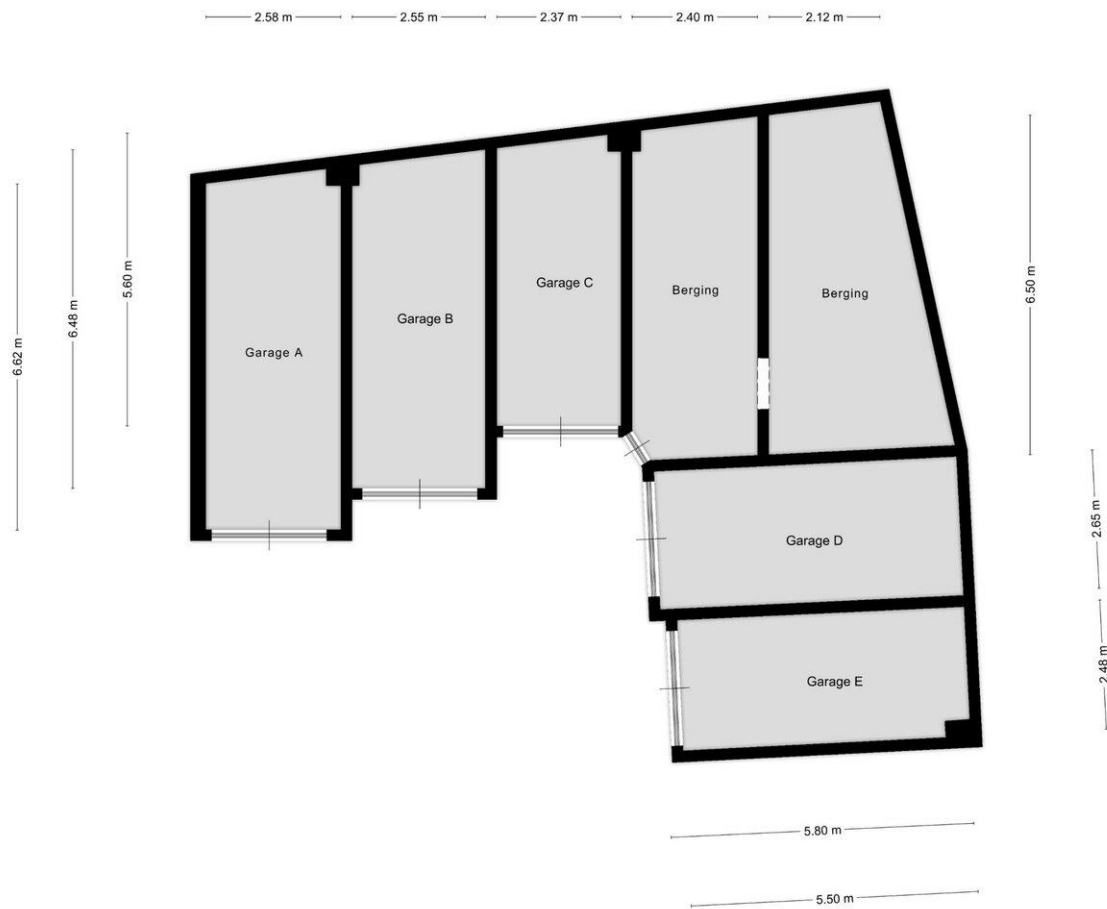 2.58 m
2.55 m
2.37 m
2.40 m
2.12 m
6.62 m
6.48 m
5.60 m
6.50 m
Garage A
Garage B
Garage C
Berging
Berging
Garage D
Garage E
2.65 m
2.48 m
5.80 m
5.50 m